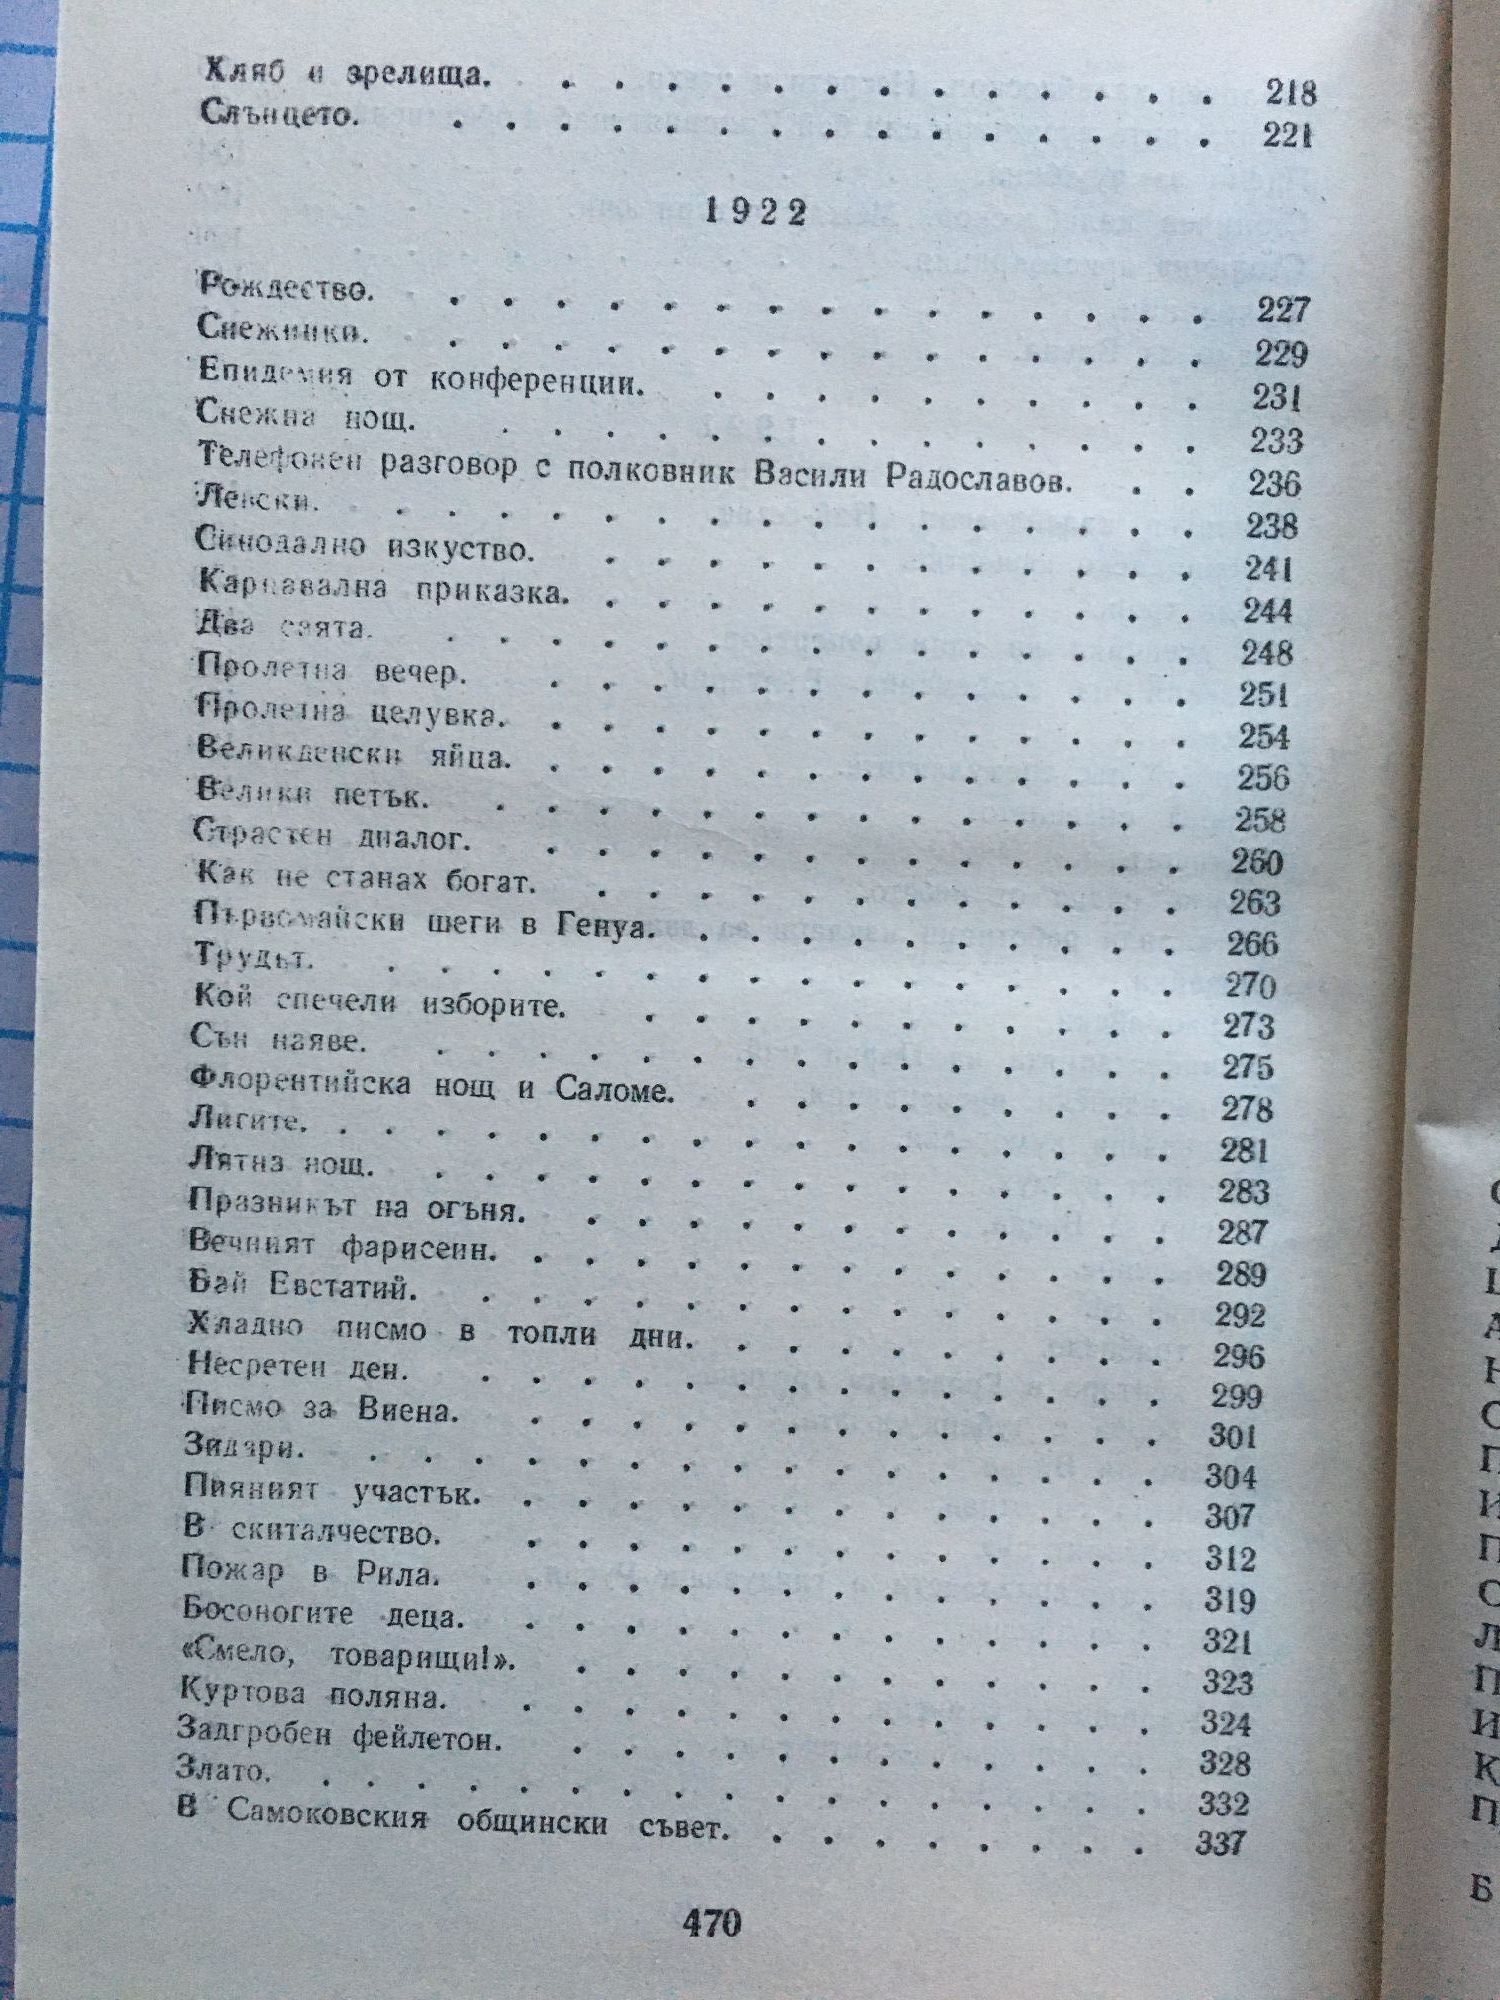 Хляб и зрелища. . . . . . . . . . . . . . 218
Слънцето. . . . . . . . . . . . . . . . 221
1922
Рождество. . . . . . . . . . . . . . . . 227
Снежинки. . . . . . . . . . . . . . . . 229
Епидемия от конференции. . . . . . . . . . . 231
Снежна нощ. . . . . . . . . . . . . . . 233
Телефонен разговор с полковник Васили Радославов. . . 236
Левски. . . . . . . . . . . . . . . . . 238
Синодално изкуство. . . . . . . . . . . . . 241
Карнавална приказка. . . . . . . . . . . . . 244
Два свята. . . . . . . . . . . . . . . . 248
Пролетна вечер. . . . . . . . . . . . . . 251
Пролетна целувка. . . . . . . . . . . . . . 254
Великденски яйца. . . . . . . . . . . . . . 256
Велики петък. . . . . . . . . . . . . . . 258
Страстен диалог. . . . . . . . . . . . . . 260
Как не станах богат. . . . . . . . . . . . . 263
Първомайски шеги в Генуа. . . . . . . . . . . 266
Трудът. . . . . . . . . . . . . . . . . 270
Кой спечели изборите. . . . . . . . . . . . 273
Сън наяве. . . . . . . . . . . . . . . . 275
Флорентийска нощ и Саломе. . . . . . . . . . 278
Лигите. . . . . . . . . . . . . . . . . . 281
Лятна нощ. . . . . . . . . . . . . . . . 283
Празникът на огъня. . . . . . . . . . . . . 287
Вечният фарисеин. . . . . . . . . . . . . . 289
Бай Евстатий. . . . . . . . . . . . . . . 292
Хладно писмо в топли дни. . . . . . . . . . 296
Несретен ден. . . . . . . . . . . . . . . 299
Писмо за Виена. . . . . . . . . . . . . . 301
Зидари. . . . . . . . . . . . . . . . . 304
Пияният участък. . . . . . . . . . . . . . 307
В скиталчество. . . . . . . . . . . . . . 312
Пожар в Рила. . . . . . . . . . . . . . . 319
Босоногите деца. . . . . . . . . . . . . . 321
«Смело, товарищи!». . . . . . . . . . . . . 323
Куртова поляна. . . . . . . . . . . . . . 324
Задгробен фейлетон. . . . . . . . . . . . . 328
Злато. . . . . . . . . . . . . . . . . . 332
В Самоковския общински съвет. . . . . . . . . 337
470